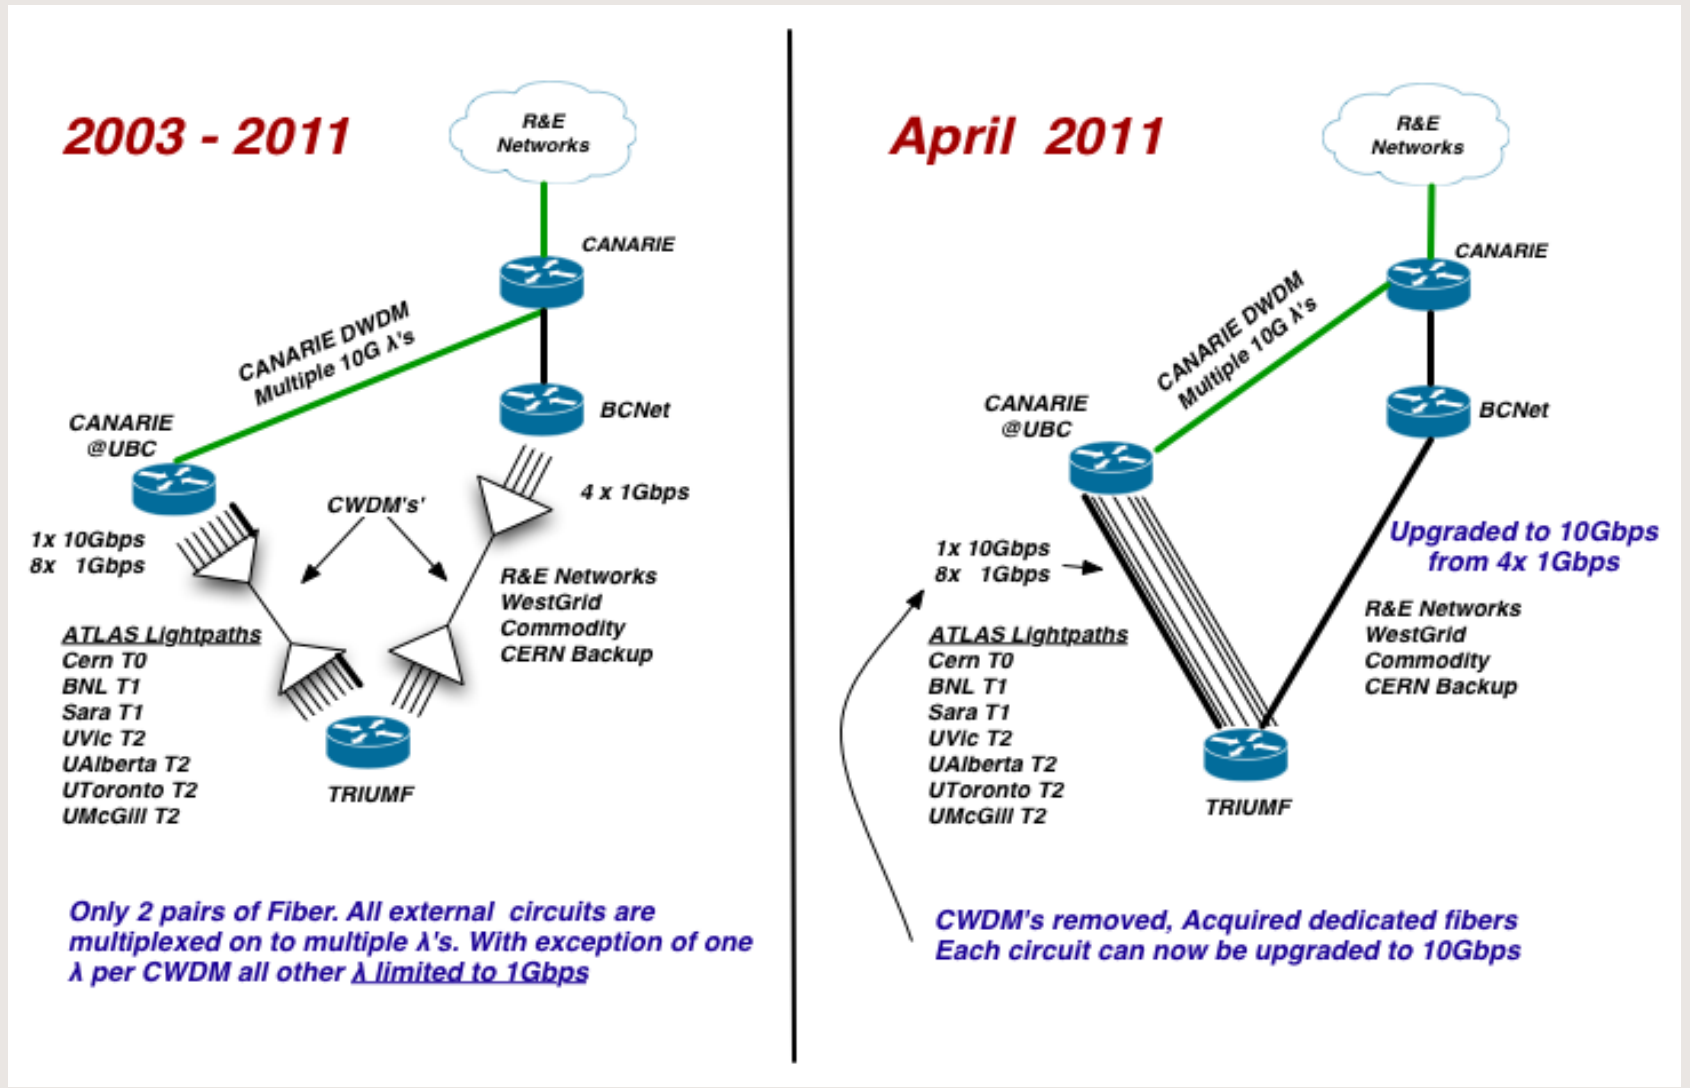 2003 - 2011
R&E
Networks
CANARIE
CANARIE DWDM
Multiple 10G λ's
CANARIE
@UBC
BCNet
CWDM's'
4 x 1Gbps
1x 10Gbps
8x 1Gbps
R&E Networks
WestGrid
Commodity
CERN Backup
ATLAS Lightpaths
Cern T0
BNL T1
Sara T1
UVic T2
UAlberta T2
UToronto T2
UMcGill T2
TRIUMF
Only 2 pairs of Fiber. All external circuits are
multiplexed on to multiple λ's. With exception of one
λ per CWDM all other λ limited to 1Gbps
April 2011
R&E
Networks
CANARIE
CANARIE DWDM
Multiple 10G λ's
CANARIE
@UBC
BCNet
Upgraded to 10Gbps
from 4x 1Gbps
1x 10Gbps
8x 1Gbps
R&E Networks
WestGrid
Commodity
CERN Backup
ATLAS Lightpaths
Cern T0
BNL T1
Sara T1
UVic T2
UAlberta T2
UToronto T2
UMcGill T2
TRIUMF
CWDM's removed, Acquired dedicated fibers
Each circuit can now be upgraded to 10Gbps